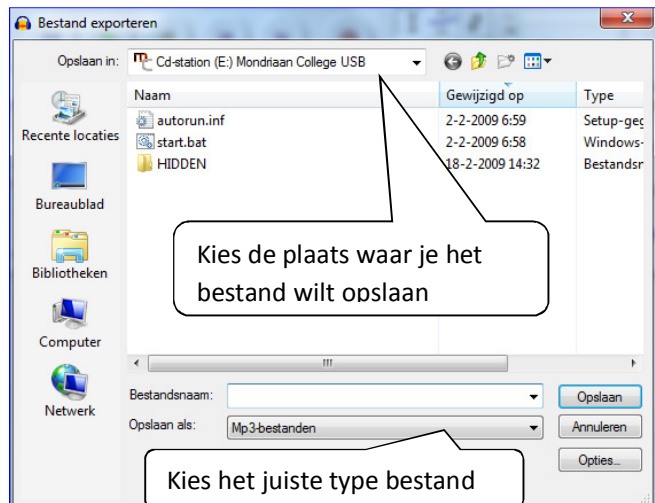 Bestand exporteren
Opslaan in: Cd-station (E:) Mondriaan College USB
Naam Gewijzigd op Type
autorun.inf 2-2-2009 6:59 Setup-geg
start.bat 2-2-2009 6:58 Windows-
HIDDEN 18-2-2009 14:32 Bestandsr
Recente locaties
Bureaublad
Bibliotheken
Computer
Netwerk
Kies de plaats waar je het
bestand wilt opslaan
Bestandsnaam: Opslaan
Opslaan als: Mp3-bestanden Annuleren
Opties...
Kies het juiste type bestand